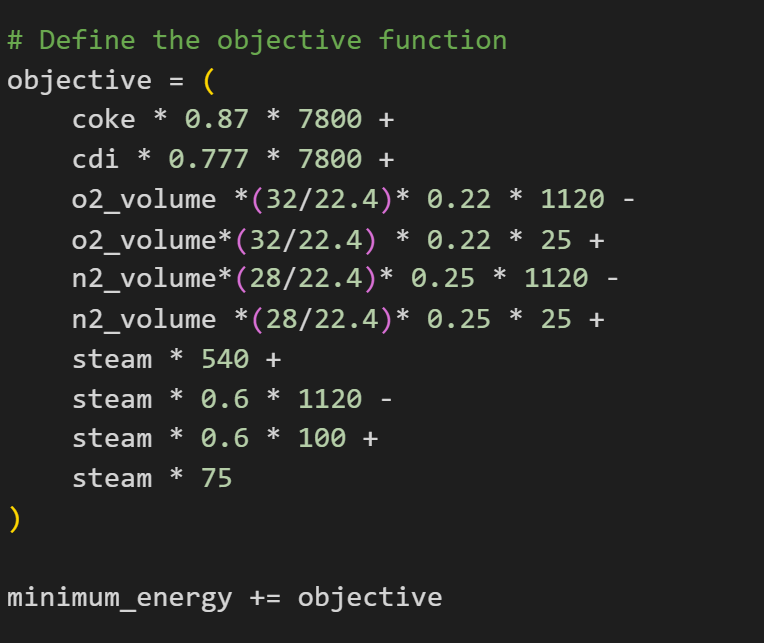 # Define the objective function
objective = (
    coke * 0.87 * 7800 +
    cdi * 0.777 * 7800 +
    o2_volume *(32/22.4)* 0.22 * 1120 -
    o2_volume*(32/22.4) * 0.22 * 25 +
    n2_volume*(28/22.4)* 0.25 * 1120 -
    n2_volume *(28/22.4)* 0.25 * 25 +
    steam * 540 +
    steam * 0.6 * 1120 -
    steam * 0.6 * 100 +
    steam * 75
)
minimum_energy += objective